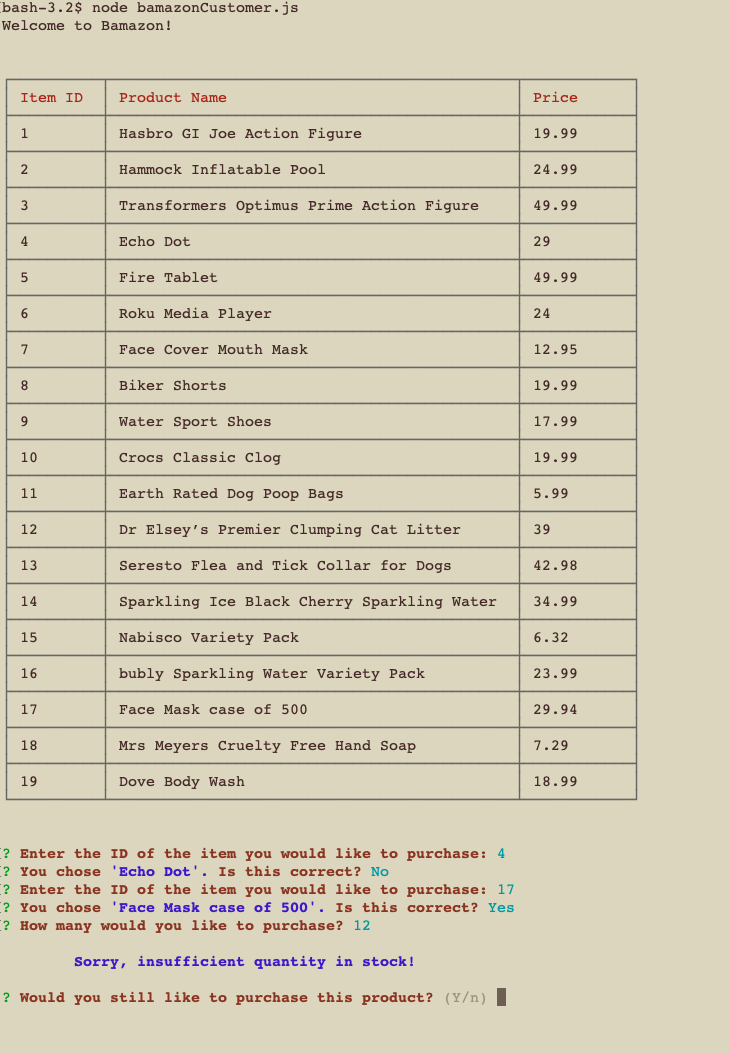 bash-3.2$ node bamazonCustomer.js
Welcome to Bamazon!
Item ID Product Name Price
1 Hasbro GI Joe Action Figure 19.99
2 Hammock Inflatable Pool 24.99
3 Transformers Optimus Prime Action Figure 49.99
4 Echo Dot 29
5 Fire Tablet 49.99
6 Roku Media Player 24
7 Face Cover Mouth Mask 12.95
8 Biker Shorts 19.99
9 Water Sport Shoes 17.99
10 Crocs Classic Clog 19.99
11 Earth Rated Dog Poop Bags 5.99
12 Dr Elsey’s Premier Clumping Cat Litter 39
13 Seresto Flea and Tick Collar for Dogs 42.98
14 Sparkling Ice Black Cherry Sparkling Water 34.99
15 Nabisco Variety Pack 6.32
16 bubly Sparkling Water Variety Pack 23.99
17 Face Mask case of 500 29.94
18 Mrs Meyers Cruelty Free Hand Soap 7.29
19 Dove Body Wash 18.99
? Enter the ID of the item you would like to purchase: 4
? You chose 'Echo Dot'. Is this correct? No
? Enter the ID of the item you would like to purchase: 17
? You chose 'Face Mask case of 500'. Is this correct? Yes
? How many would you like to purchase? 12
Sorry, insufficient quantity in stock!
? Would you still like to purchase this product? (Y/n)